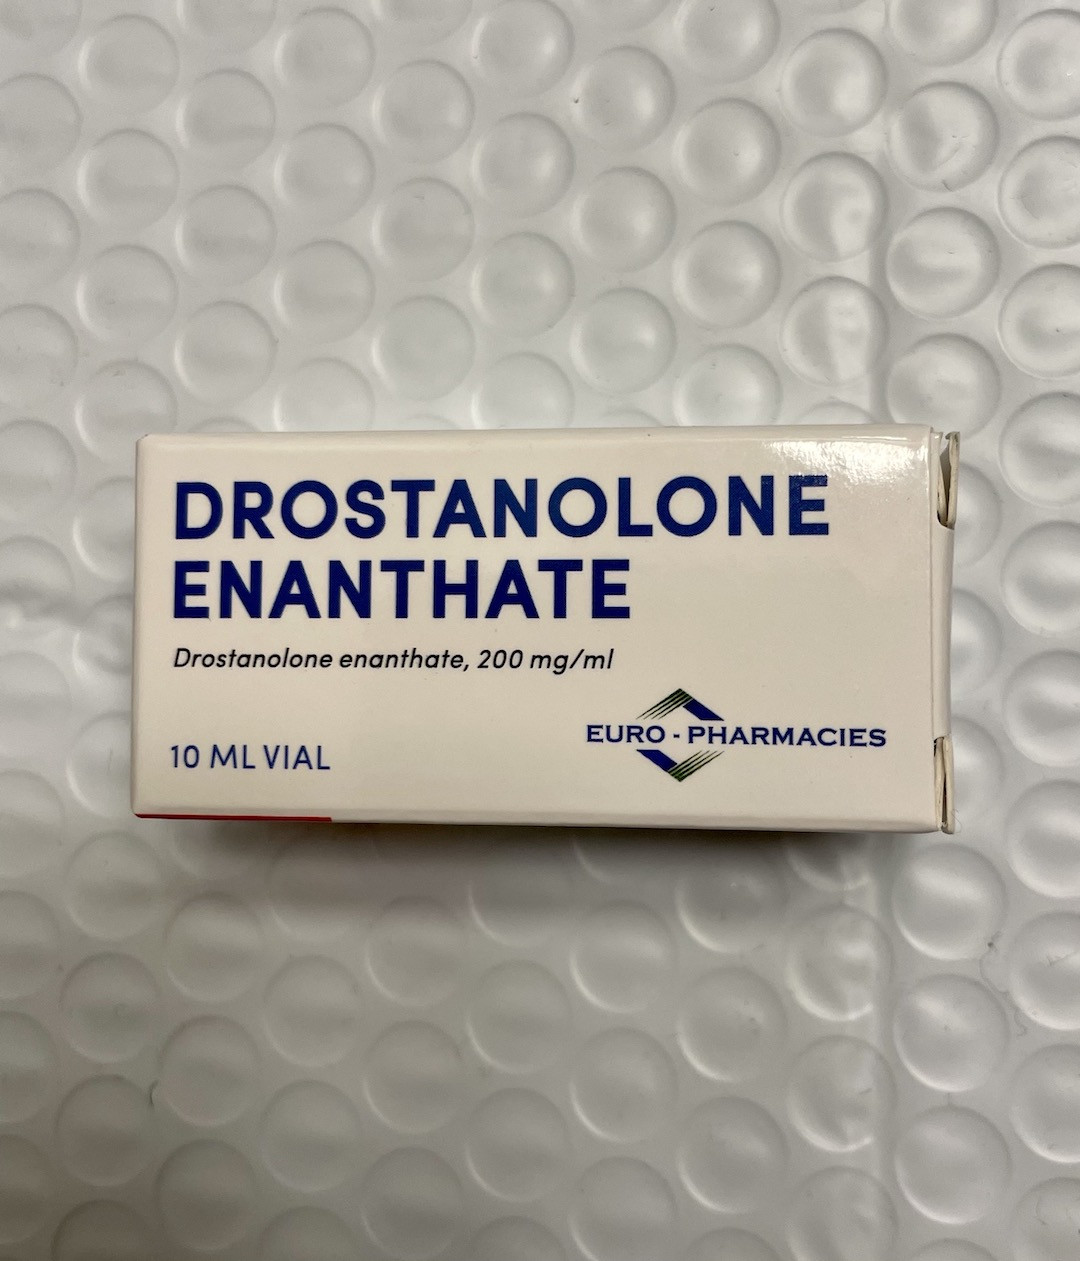 DROSTANOLONE
ENANTHATE
Drostanolone enanthate, 200 mg/ml
10 ML VIAL
EURO - PHARMACIES